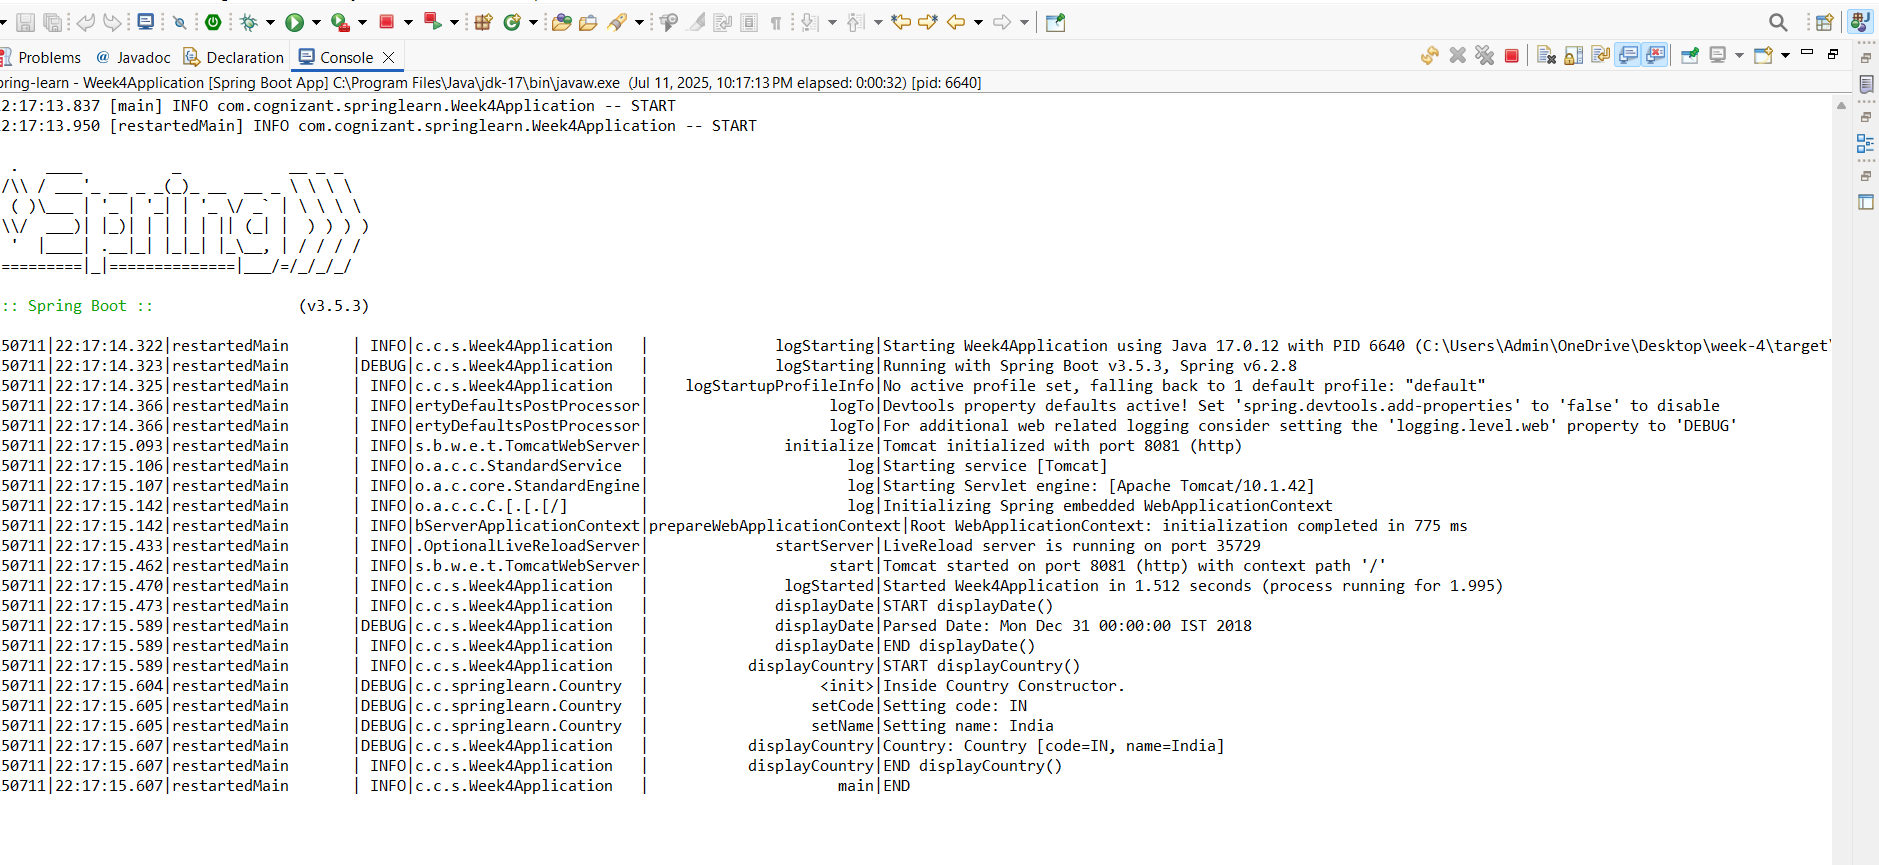 Problems @ Javadoc Declaration Console
pring-learn - Week4Application [Spring Boot App] C:\Program Files\Java\jdk-17\bin\javaw.exe (Jul 11, 2025, 10:17:13 PM elapsed: 0:00:32) [pid: 6640]
2:17:13.837 [main] INFO com.cognizant.springlearn.Week4Application -- START
2:17:13.950 [restartedMain] INFO com.cognizant.springlearn.Week4Application -- START
Spring
:: Spring Boot :: (v3.5.3)
50711|22:17:14.322|restartedMain | INFO|c.c.s.Week4Application | logStarting|Starting Week4Application using Java 17.0.12 with PID 6640 (C:\Users\Admin\OneDrive\Desktop\week-4\target\
50711|22:17:14.323|restartedMain |DEBUG|c.c.s.Week4Application | logStarting|Running with Spring Boot v3.5.3, Spring v6.2.8
50711|22:17:14.325|restartedMain | INFO|c.c.s.Week4Application | logStartupProfileInfo|No active profile set, falling back to 1 default profile: "default"
50711|22:17:14.366|restartedMain | INFO|ertyDefaultsPostProcessor| logTo|Devtools property defaults active! Set 'spring.devtools.add-properties' to 'false' to disable
50711|22:17:14.366|restartedMain | INFO|ertyDefaultsPostProcessor| logTo|For additional web related logging consider setting the 'logging.level.web' property to 'DEBUG'
50711|22:17:15.093|restartedMain | INFO|s.b.w.e.t.TomcatWebServer| initialize|Tomcat initialized with port 8081 (http)
50711|22:17:15.106|restartedMain | INFO|o.a.c.c.StandardService | log|Starting service [Tomcat]
50711|22:17:15.107|restartedMain | INFO|o.a.c.core.StandardEngine| log|Starting Servlet engine: [Apache Tomcat/10.1.42]
50711|22:17:15.142|restartedMain | INFO|o.a.c.c.C.[.[.[/] | log|Initializing Spring embedded WebApplicationContext
50711|22:17:15.142|restartedMain | INFO|bServerApplicationContext|prepareWebApplicationContext|Root WebApplicationContext: initialization completed in 775 ms
50711|22:17:15.433|restartedMain | INFO|.OptionalLiveReloadServer| startServer|LiveReload server is running on port 35729
50711|22:17:15.462|restartedMain | INFO|s.b.w.e.t.TomcatWebServer| start|Tomcat started on port 8081 (http) with context path '/'
50711|22:17:15.470|restartedMain | INFO|c.c.s.Week4Application | logStarted|Started Week4Application in 1.512 seconds (process running for 1.995)
50711|22:17:15.473|restartedMain | INFO|c.c.s.Week4Application | displayDate|START displayDate()
50711|22:17:15.589|restartedMain |DEBUG|c.c.s.Week4Application | displayDate|Parsed Date: Mon Dec 31 00:00:00 IST 2018
50711|22:17:15.589|restartedMain | INFO|c.c.s.Week4Application | displayDate|END displayDate()
50711|22:17:15.589|restartedMain | INFO|c.c.s.Week4Application | displayCountry|START displayCountry()
50711|22:17:15.604|restartedMain |DEBUG|c.c.springlearn.Country | <init>|Inside Country Constructor.
50711|22:17:15.605|restartedMain |DEBUG|c.c.springlearn.Country | setCode|Setting code: IN
50711|22:17:15.605|restartedMain |DEBUG|c.c.springlearn.Country | setName|Setting name: India
50711|22:17:15.607|restartedMain |DEBUG|c.c.s.Week4Application | displayCountry|Country: Country [code=IN, name=India]
50711|22:17:15.607|restartedMain | INFO|c.c.s.Week4Application | displayCountry|END displayCountry()
50711|22:17:15.607|restartedMain | INFO|c.c.s.Week4Application | main|END